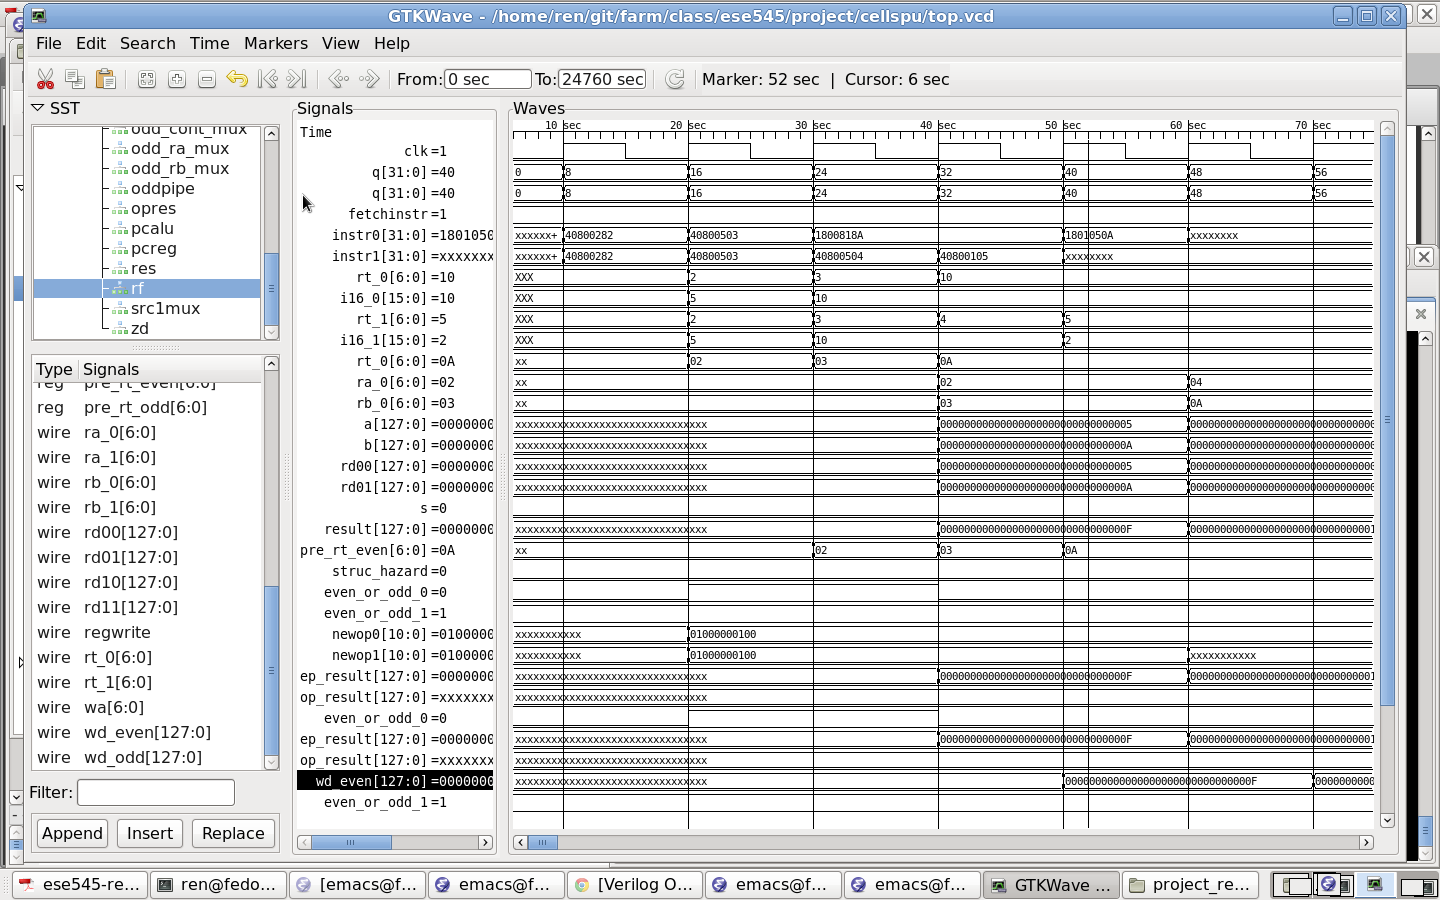 GTKWave - /home/ren/git/farm/class/ese545/project/cellspu/top.vcd
File Edit Search Time Markers View Help
From: 0 sec To: 24760 sec Marker: 52 sec | Cursor: 6 sec
SST
odd_cont_mux
odd_ra_mux
odd_rb_mux
oddpipe
opres
pcalu
pcreg
res
rf
src1mux
zd
Type Signals
reg pre_rt_even[6:0]
reg pre_rt_odd[6:0]
wire ra_0[6:0]
wire ra_1[6:0]
wire rb_0[6:0]
wire rb_1[6:0]
wire rd00[127:0]
wire rd01[127:0]
wire rd10[127:0]
wire rd11[127:0]
wire regwrite
wire rt_0[6:0]
wire rt_1[6:0]
wire wa[6:0]
wire wd_even[127:0]
wire wd_odd[127:0]
Filter:
Append Insert Replace
Signals
Time
clk=1
q[31:0]=40
q[31:0]=40
fetchinstr=1
instr0[31:0]=1801050
instr1[31:0]=xxxxxxx
rt_0[6:0]=10
i16_0[15:0]=10
rt_1[6:0]=5
i16_1[15:0]=2
rt_0[6:0]=0A
ra_0[6:0]=02
rb_0[6:0]=03
a[127:0]=0000000
b[127:0]=0000000
rd00[127:0]=0000000
rd01[127:0]=0000000
s=0
result[127:0]=0000000
pre_rt_even[6:0]=0A
struc_hazard=0
even_or_odd_0=0
even_or_odd_1=1
newop0[10:0]=0100000
newop1[10:0]=0100000
ep_result[127:0]=0000000
op_result[127:0]=xxxxxxx
even_or_odd_0=0
ep_result[127:0]=0000000
op_result[127:0]=xxxxxxx
wd_even[127:0]=0000000
even_or_odd_1=1
Waves
10 sec 20 sec 30 sec 40 sec 50 sec 60 sec 70 sec
0 8 16 24 32 40 48 56
0 8 16 24 32 40 48 56
xxxxxx+ 40800282 40800503 1800818A 1801050A xxxxxxxx
xxxxxx+ 40800282 40800503 40800504 40800105 xxxxxxxx
XXX 2 3 10
XXX 5 10
XXX 2 3 4 5
XXX 5 10 2
xx 02 03 0A
xx 02 04
xx 03 0A
xxxxxxxxxxxxxxxxxxxxxxxxxxxxxxxx 00000000000000000000000000000005
xxxxxxxxxxxxxxxxxxxxxxxxxxxxxxxx 0000000000000000000000000000000A
xxxxxxxxxxxxxxxxxxxxxxxxxxxxxxxx 00000000000000000000000000000005
xxxxxxxxxxxxxxxxxxxxxxxxxxxxxxxx 0000000000000000000000000000000A
xxxxxxxxxxxxxxxxxxxxxxxxxxxxxxxx 0000000000000000000000000000000F
xx 02 03 0A
xxxxxxxxxxx 01000000100
xxxxxxxxxxx 01000000100 xxxxxxxxxxx
xxxxxxxxxxxxxxxxxxxxxxxxxxxxxxxx 0000000000000000000000000000000F
xxxxxxxxxxxxxxxxxxxxxxxxxxxxxxxx
xxxxxxxxxxxxxxxxxxxxxxxxxxxxxxxx 0000000000000000000000000000000F
xxxxxxxxxxxxxxxxxxxxxxxxxxxxxxxx
xxxxxxxxxxxxxxxxxxxxxxxxxxxxxxxx 0000000000000000000000000000000F 0000000000
ese545-re... ren@fedo... [emacs@f... emacs@f... [Verilog O... emacs@f... emacs@f... GTKWave ... project_re...